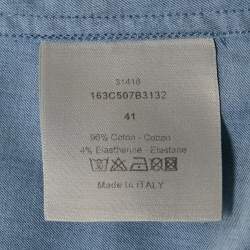 31418
163C507B3132
41
96% Coton - Cotton
4% Elasthanne - Elastane
Made in ITALY